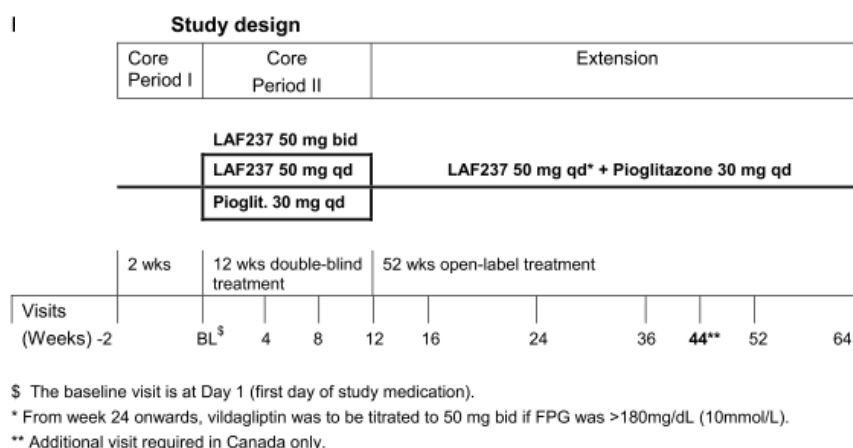 I Study design
Core Period I
Core Period II
Extension
LAF237 50 mg bid
LAF237 50 mg qd
LAF237 50 mg qd* + Pioglitazone 30 mg qd
Pioglit. 30 mg qd
2 wks
12 wks double-blind treatment
52 wks open-label treatment
Visits
(Weeks) -2 BL$ 4 8 12 16 24 36 44** 52 64
$ The baseline visit is at Day 1 (first day of study medication).
* From week 24 onwards, vildagliptin was to be titrated to 50 mg bid if FPG was >180mg/dL (10mmol/L).
** Additional visit required in Canada only.